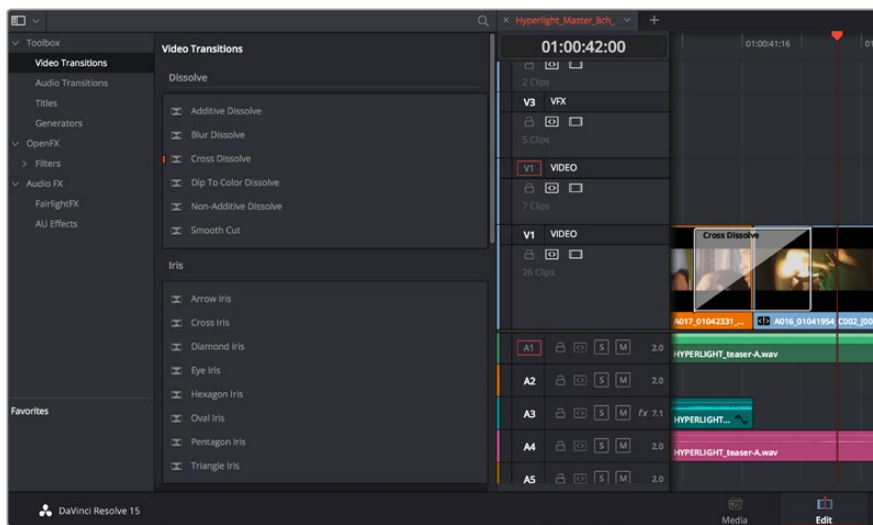 Hyperlight_Master_8ch_
Toolbox
Video Transitions
Audio Transitions
Titles
Generators
OpenFX
Filters
Audio FX
FairlightFX
AU Effects
Favorites
Video Transitions
Dissolve
Additive Dissolve
Blur Dissolve
Cross Dissolve
Dip To Color Dissolve
Non-Additive Dissolve
Smooth Cut
Iris
Arrow Iris
Cross Iris
Diamond Iris
Eye Iris
Hexagon Iris
Oval Iris
Pentagon Iris
Triangle Iris
01:00:42:00
01:00:41:16
2 Clips
V3 VFX
5 Clips
V1 VIDEO
7 Clips
V1 VIDEO
26 Clips
Cross Dissolve
A017_01042331_...
A016_01041954_C002_[00
A1 S M 2.0
HYPERLIGHT_teaser-A.wav
A2 S M 2.0
A3 S M fx 7.1
HYPERLIGHT...
A4 S M 2.0
HYPERLIGHT_teaser-A.wav
A5 S M 2.0
DaVinci Resolve 15
Media
Edit